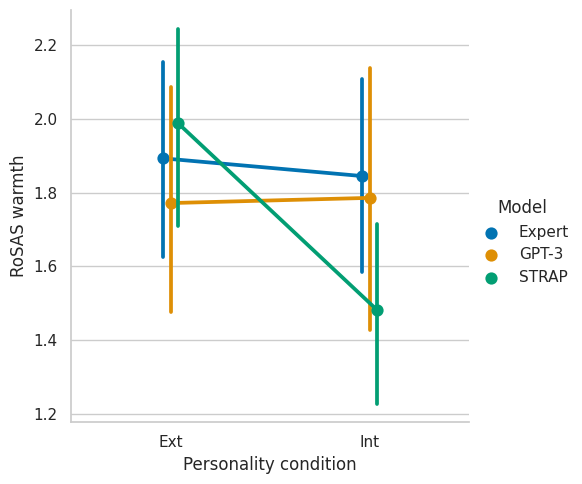 2.2
2.0
1.8
1.6
1.4
1.2
RoSAS warmth
Ext
Int
Personality condition
Model
Expert
GPT-3
STRAP